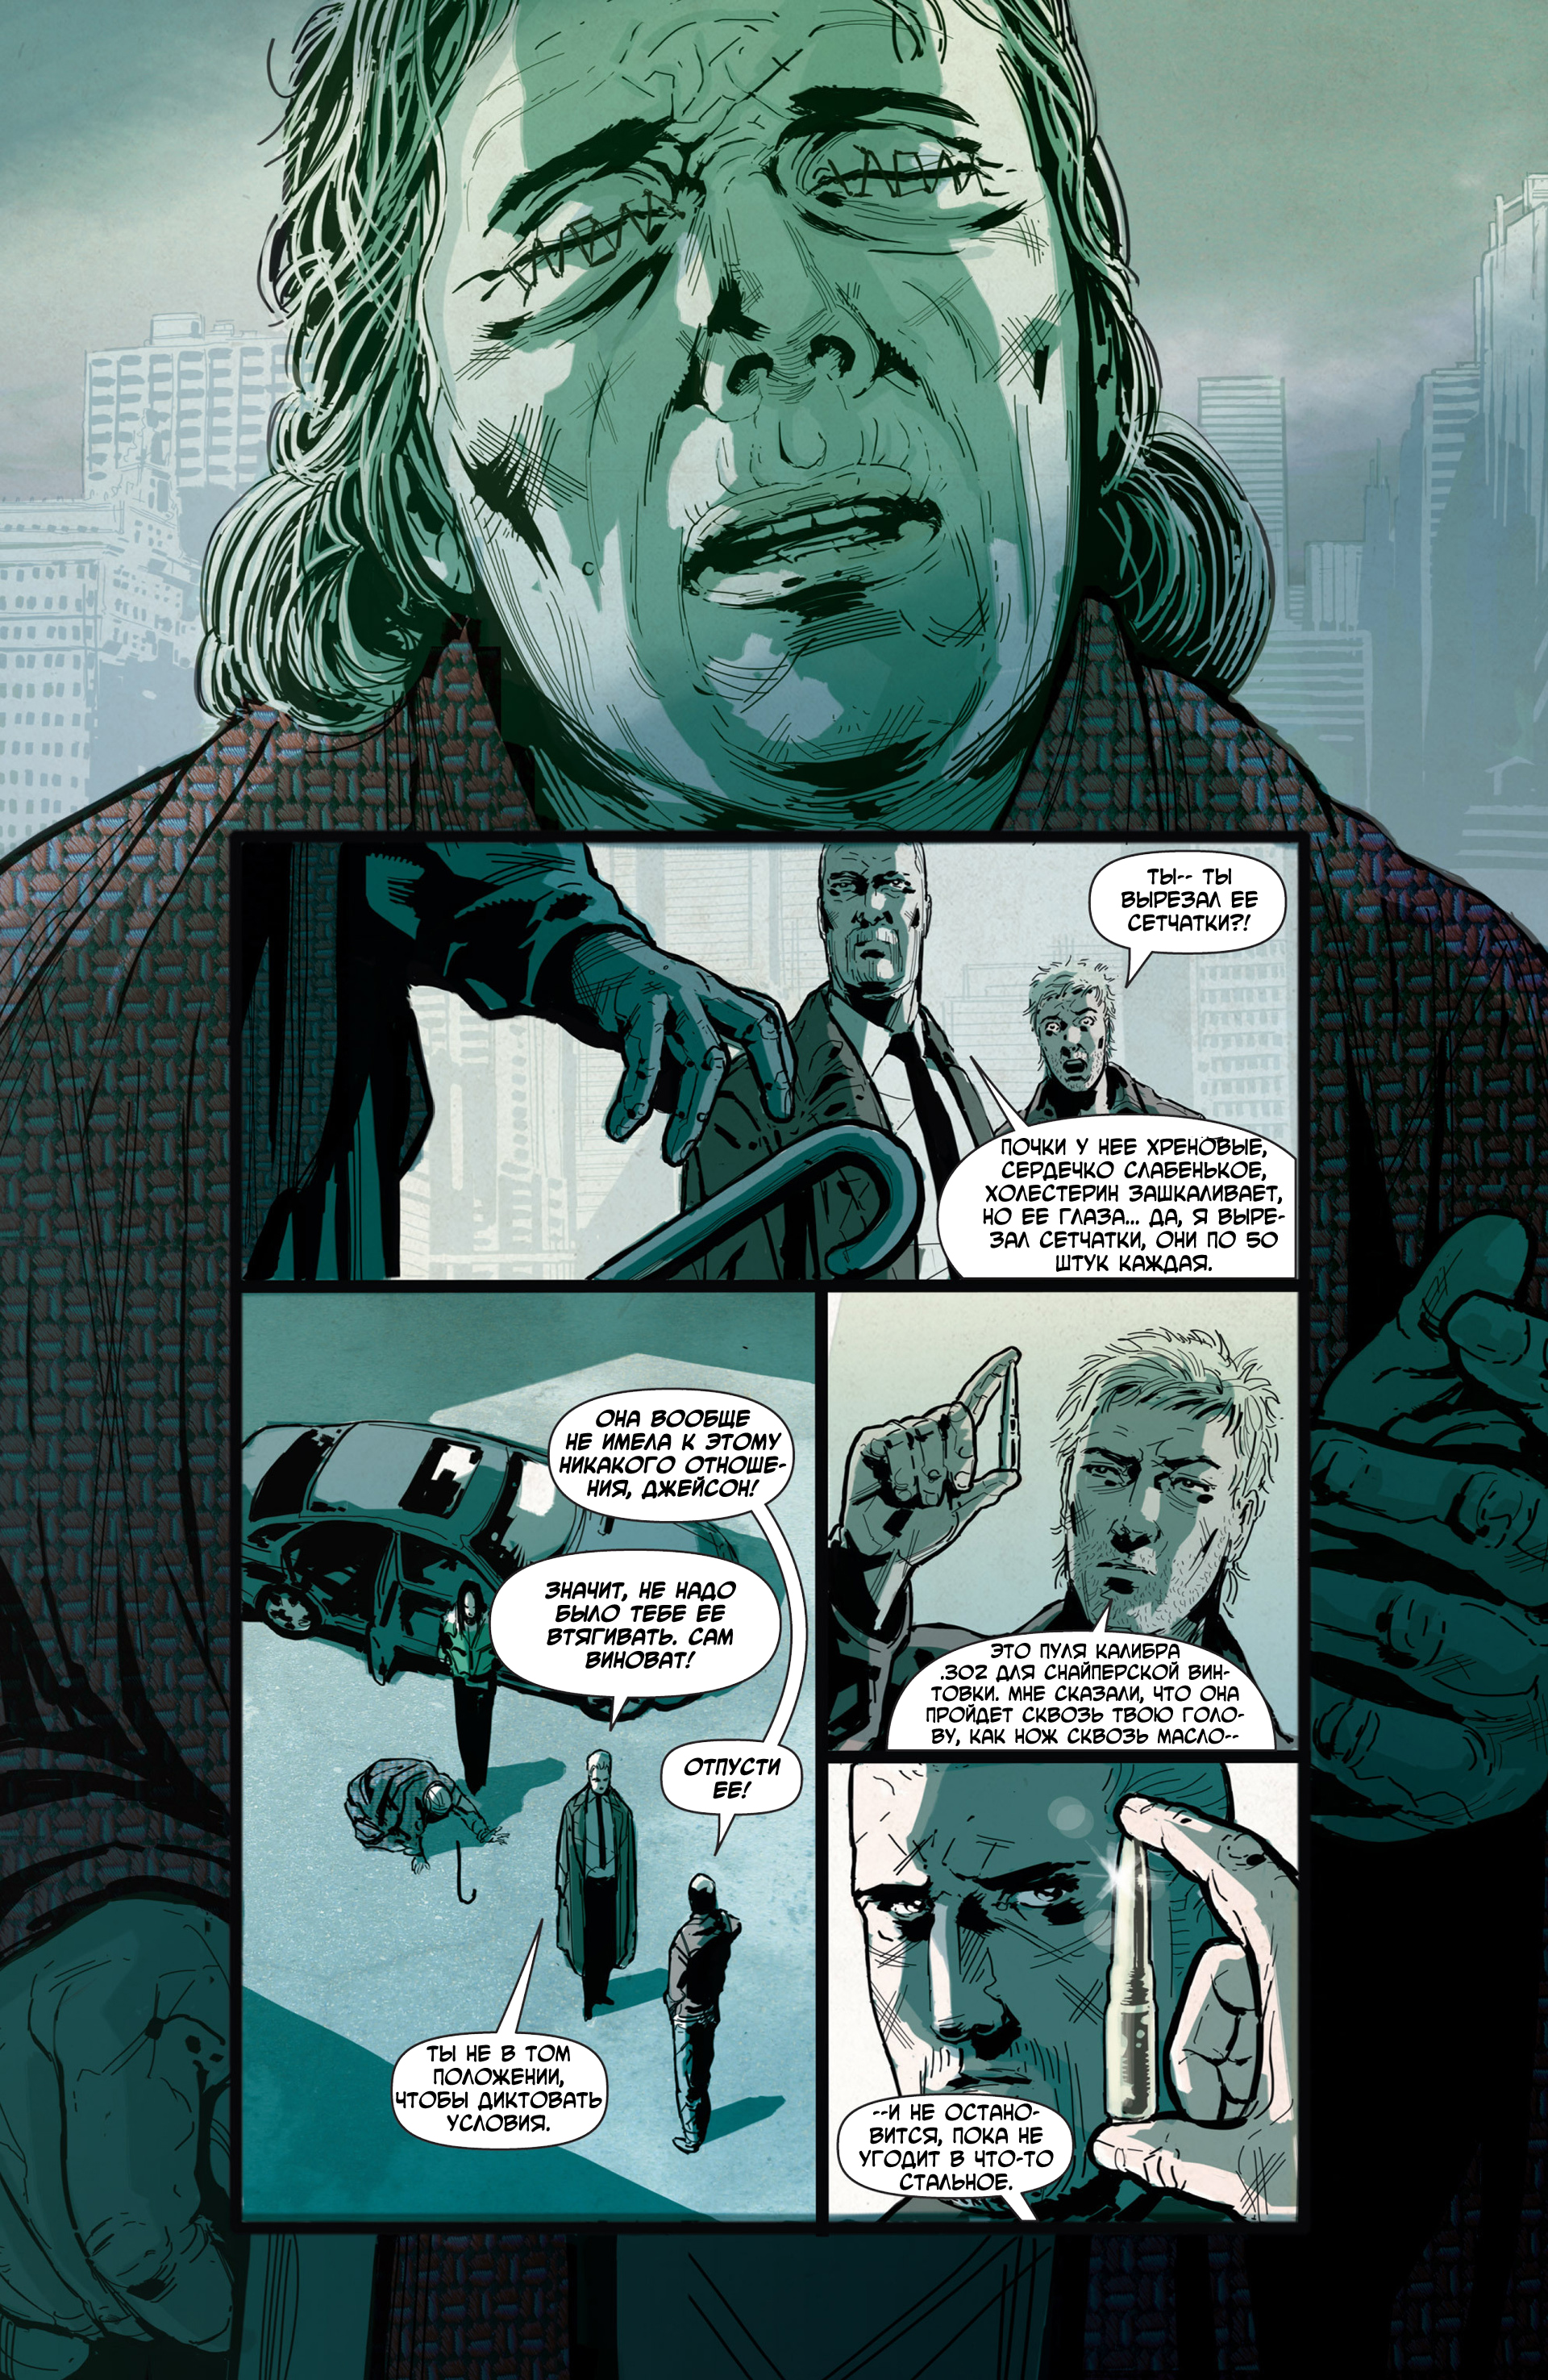 ТЫ-- ТЫ
ВЫРЕЗАЛ ЕЕ
СЕТЧАТКИ?!
ПОЧКИ У НЕЕ ХРЕНОВЫЕ,
СЕРДЕЧКО СЛАБЕНЬКОЕ,
ХОЛЕСТЕРИН ЗАШКАЛИВАЕТ,
НО ЕЕ ГЛАЗА... ДА, Я ВЫРЕ-
ЗАЛ СЕТЧАТКИ, ОНИ ПО 50
ШТУК КАЖДАЯ.
ОНА ВООБЩЕ
НЕ ИМЕЛА К ЭТОМУ
НИКАКОГО ОТНОШЕ-
НИЯ, ДЖЕЙСОН!
ЗНАЧИТ, НЕ НАДО
БЫЛО ТЕБЕ ЕЕ
ВТЯГИВАТЬ. САМ
ВИНОВАТ!
ОТПУСТИ
ЕЕ!
ТЫ НЕ В ТОМ
ПОЛОЖЕНИИ,
ЧТОБЫ ДИКТОВАТЬ
УСЛОВИЯ.
ЭТО ПУЛЯ КАЛИБРА
.302 ДЛЯ СНАЙПЕРСКОЙ ВИН-
ТОВКИ. МНЕ СКАЗАЛИ, ЧТО ОНА
ПРОЙДЕТ СКВОЗЬ ТВОЮ ГОЛО-
ВУ, КАК НОЖ СКВОЗЬ МАСЛО--
--И НЕ ОСТАНО-
ВИТСЯ, ПОКА НЕ
УГОДИТ В ЧТО-ТО
СТАЛЬНОЕ.